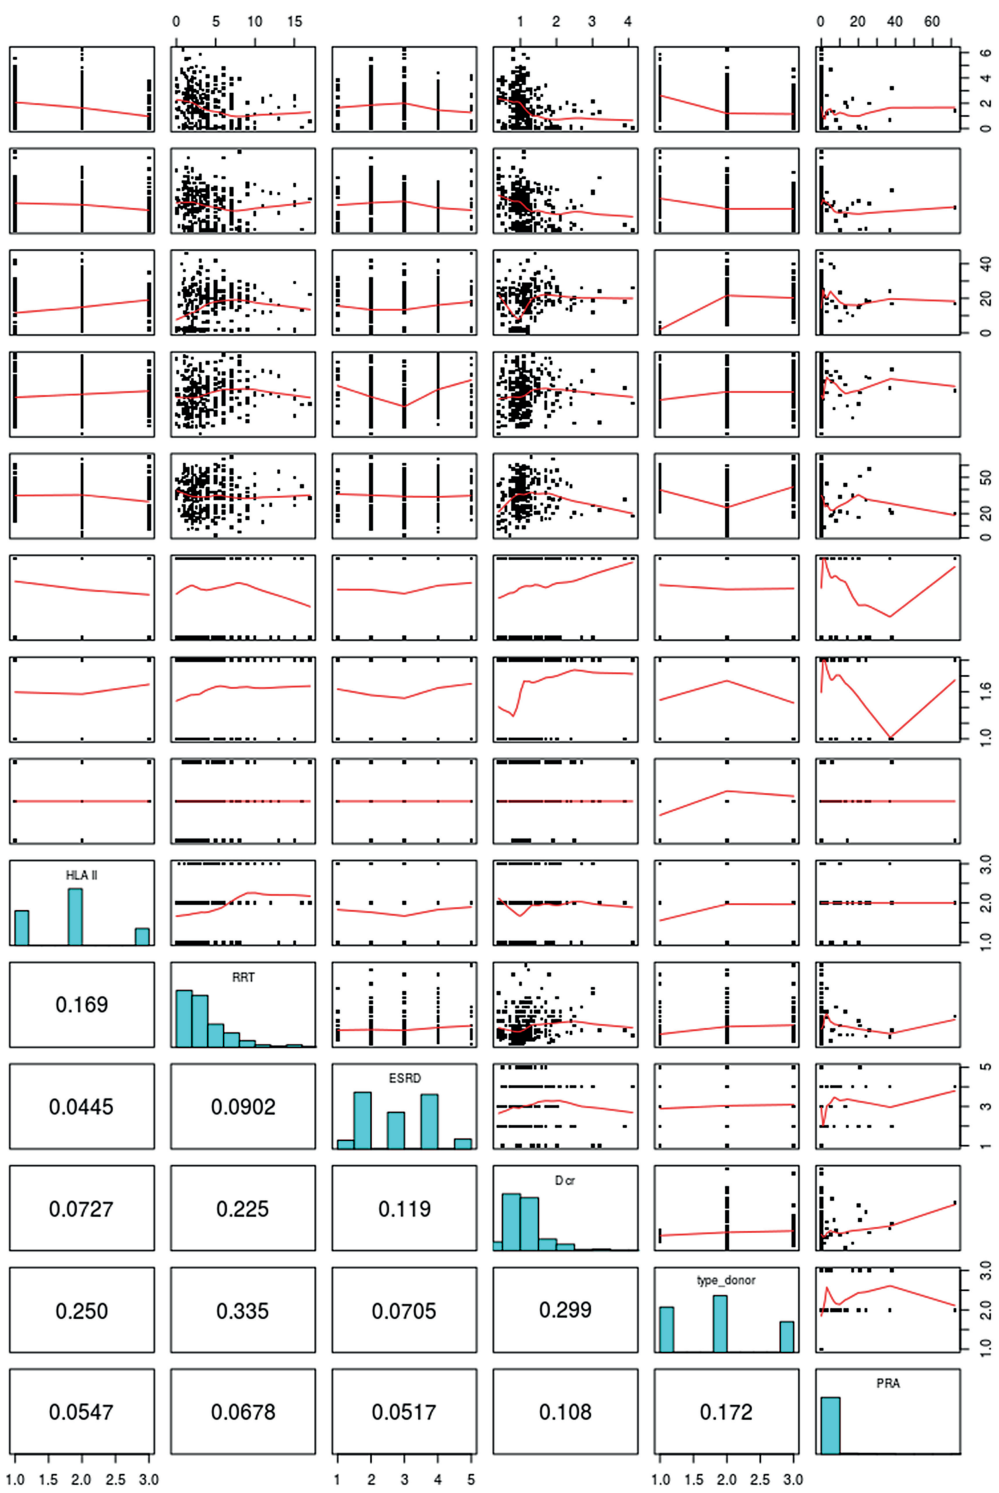 0 5 10 15 1 2 3 4 0 20 40 60
0 2 4 6
0 20 40
0 20 50
1.0 1.6
HLA II 1.0 2.0 3.0
0.169 RRT
0.0445 0.0902 ESRD 1 3 5
0.0727 0.225 0.119 D cr
0.250 0.335 0.0705 0.299 type_donor 1.0 2.0 3.0
0.0547 0.0678 0.0517 0.108 0.172 PRA
1.0 1.5 2.0 2.5 3.0 1 2 3 4 5 1.0 1.5 2.0 2.5 3.0